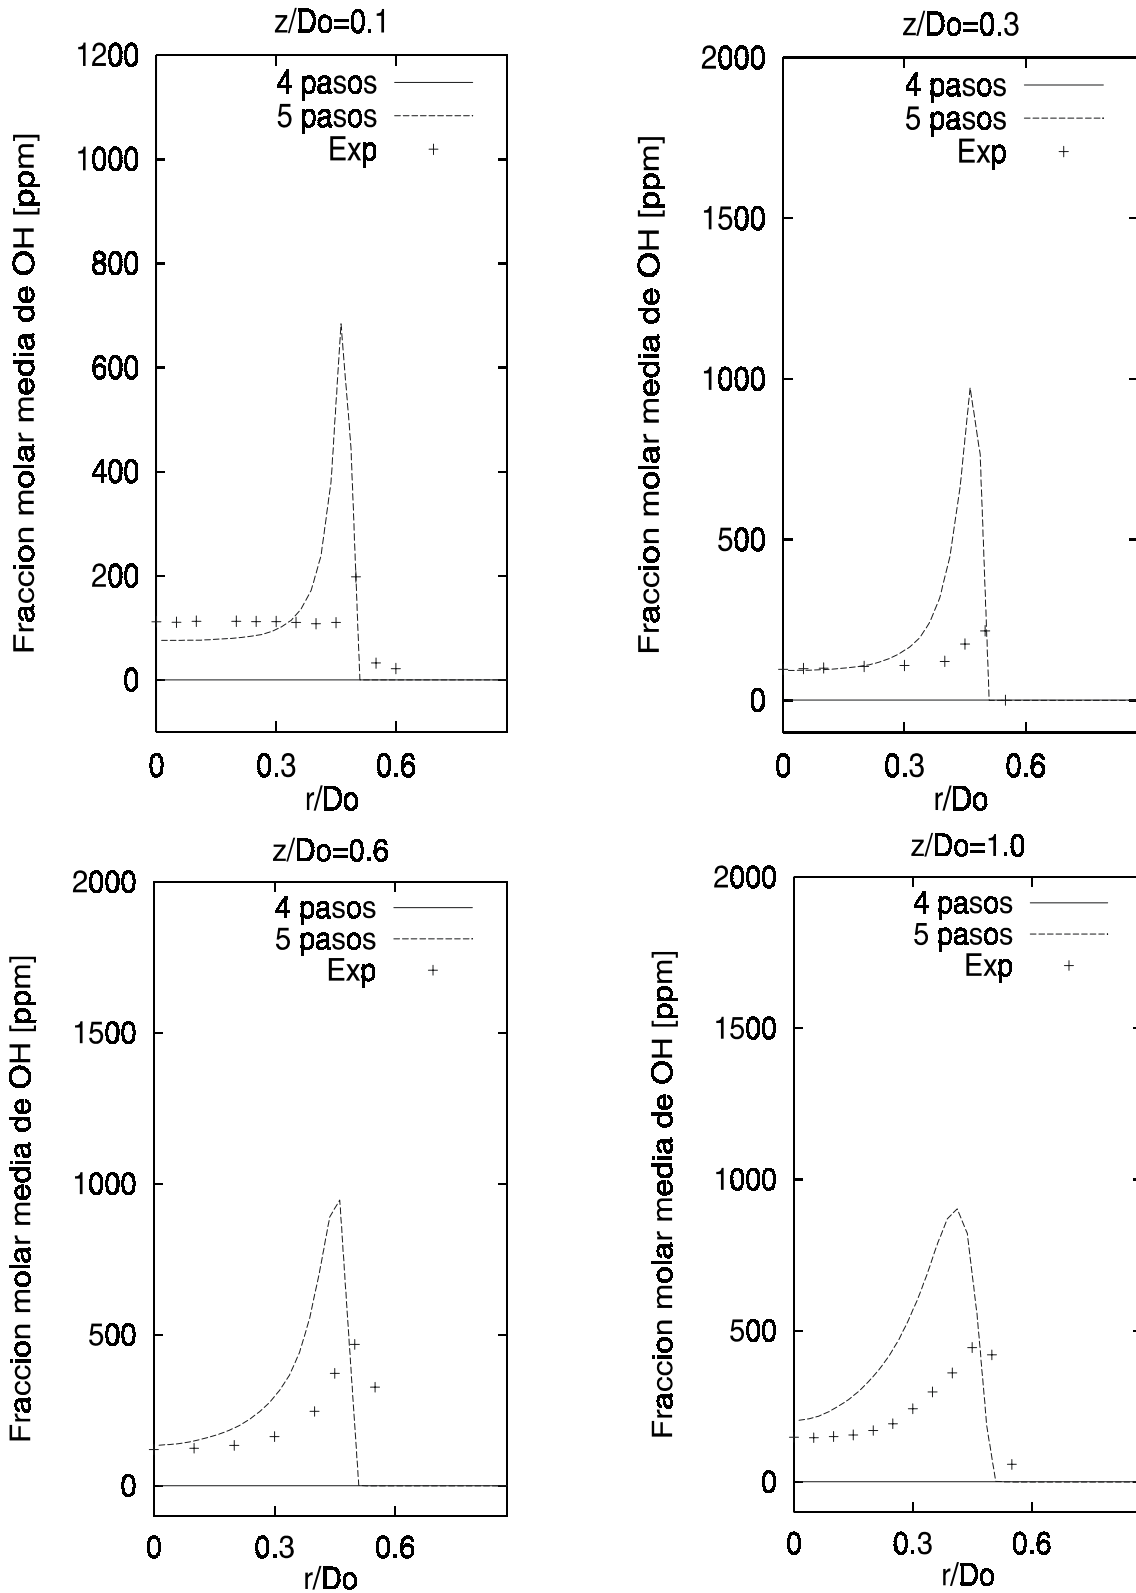 z/Do=0.1
1200
1000
800
600
400
200
0
0 0.3 0.6
r/Do
Fraccion molar media de OH [ppm]
4 pasos
5 pasos
Exp
z/Do=0.3
2000
1500
1000
500
0
0 0.3 0.6
r/Do
Fraccion molar media de OH [ppm]
4 pasos
5 pasos
Exp
z/Do=0.6
2000
1500
1000
500
0
0 0.3 0.6
r/Do
Fraccion molar media de OH [ppm]
4 pasos
5 pasos
Exp
z/Do=1.0
2000
1500
1000
500
0
0 0.3 0.6
r/Do
Fraccion molar media de OH [ppm]
4 pasos
5 pasos
Exp